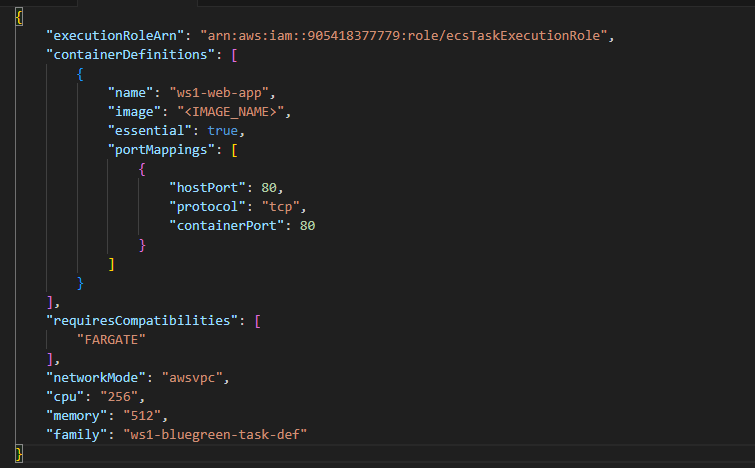 {
    "executionRoleArn": "arn:aws:iam::905418377779:role/ecsTaskExecutionRole",
    "containerDefinitions": [
        {
            "name": "ws1-web-app",
            "image": "<IMAGE_NAME>",
            "essential": true,
            "portMappings": [
                {
                    "hostPort": 80,
                    "protocol": "tcp",
                    "containerPort": 80
                }
            ]
        }
    ],
    "requiresCompatibilities": [
        "FARGATE"
    ],
    "networkMode": "awsvpc",
    "cpu": "256",
    "memory": "512",
    "family": "ws1-bluegreen-task-def"
}